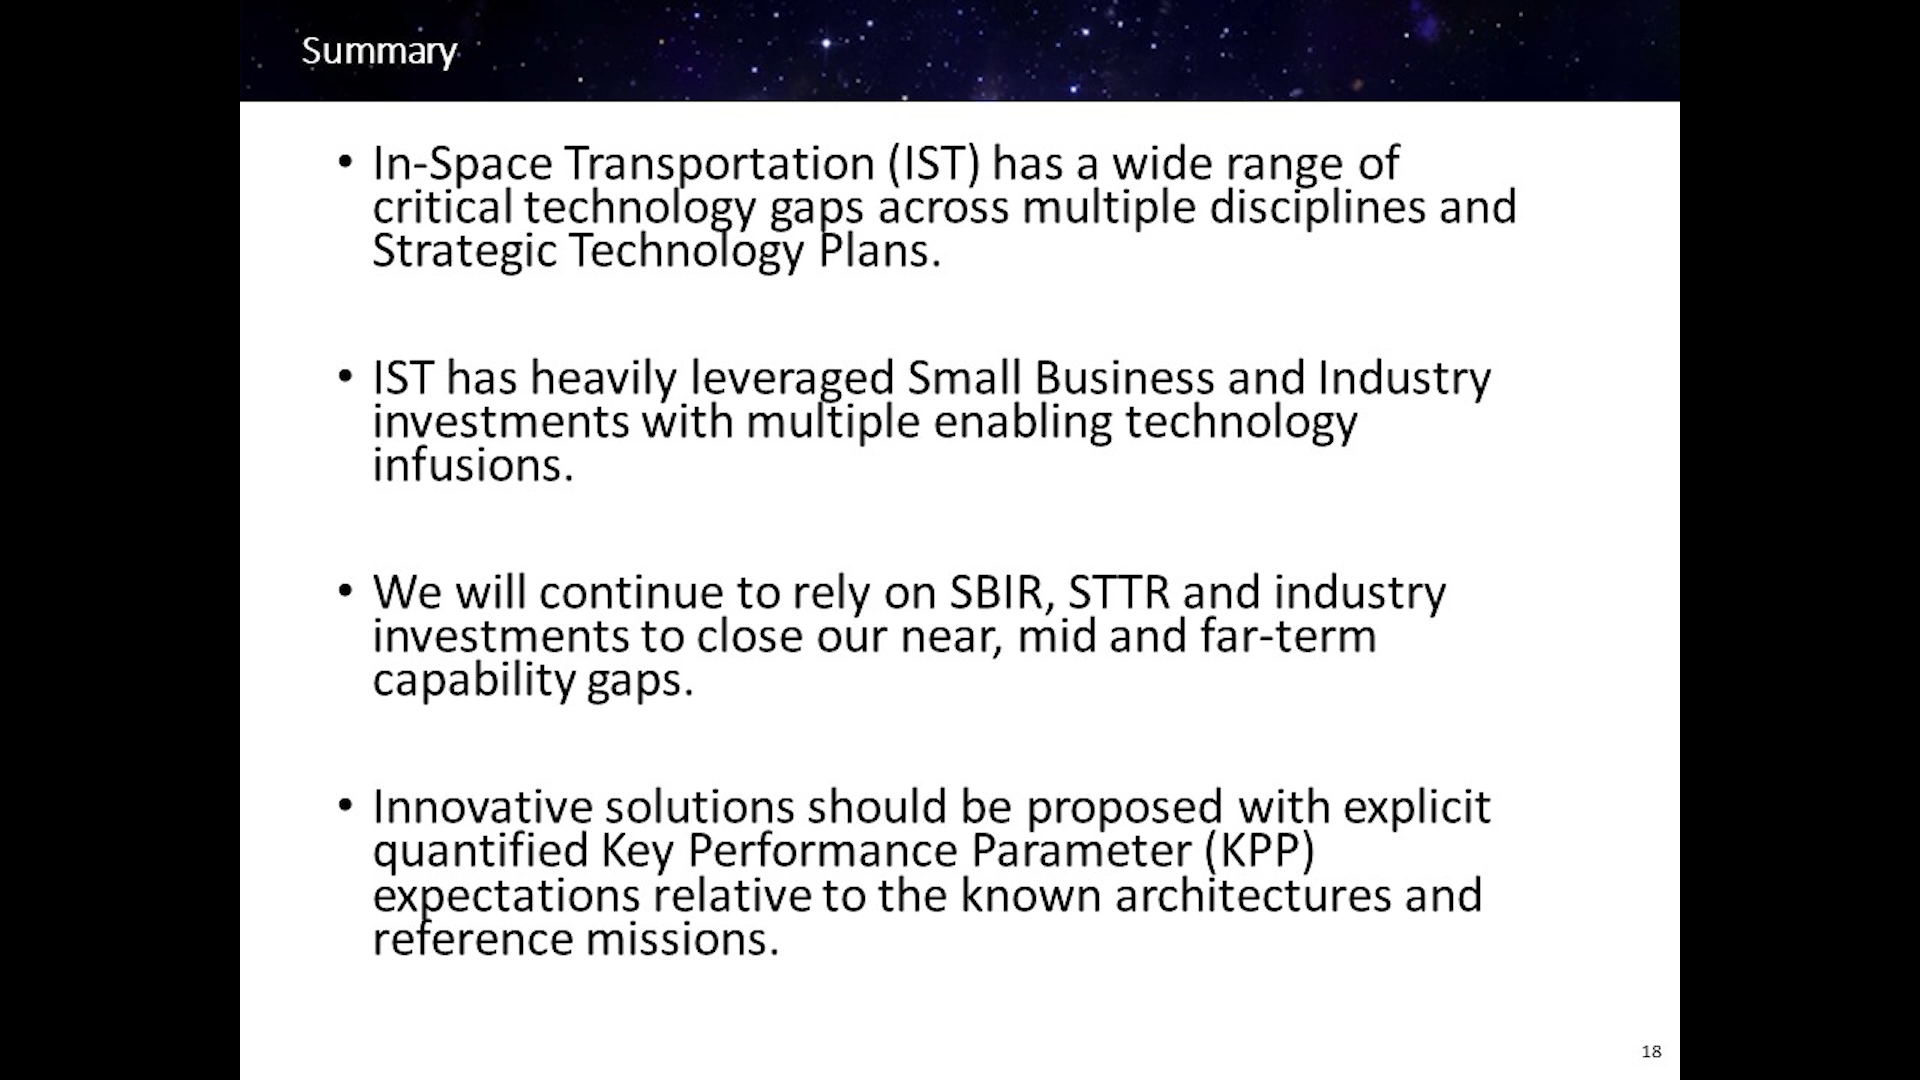 Summary
• In-Space Transportation (IST) has a wide range of
critical technology gaps across multiple disciplines and
Strategic Technology Plans.
• IST has heavily leveraged Small Business and Industry
investments with multiple enabling technology
infusions.
• We will continue to rely on SBIR, STTR and industry
investments to close our near, mid and far-term
capability gaps.
• Innovative solutions should be proposed with explicit
quantified Key Performance Parameter (KPP)
expectations relative to the known architectures and
reference missions.
18